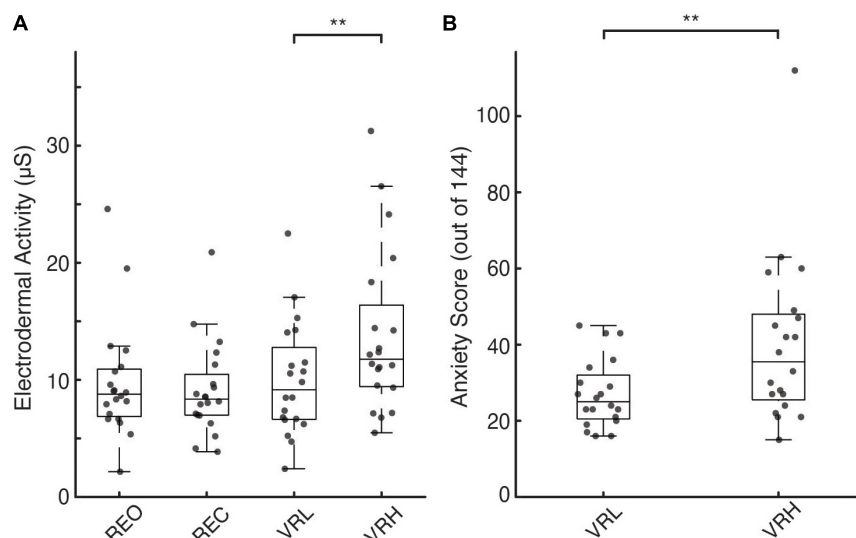 A
**
Electrodermal Activity (µS)
30
20
10
0
REO
REC
VRL
VRH
B
**
Anxiety Score (out of 144)
100
80
60
40
20
0
VRL
VRH